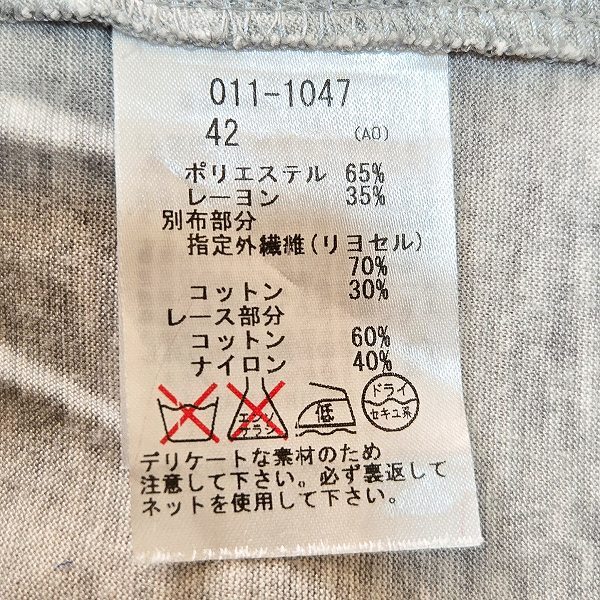 011-1047
42 (A0)
ポリエステル 65%
レーヨン 35%
別布部分
指定外繊維(リヨセル)
70%
コットン 30%
レース部分
コットン 60%
ナイロン 40%
エンソ
サラシ
低
ドライ
セキユ系
デリケートな素材のため
注意して下さい。必ず裏返して
ネットを使用して下さい。